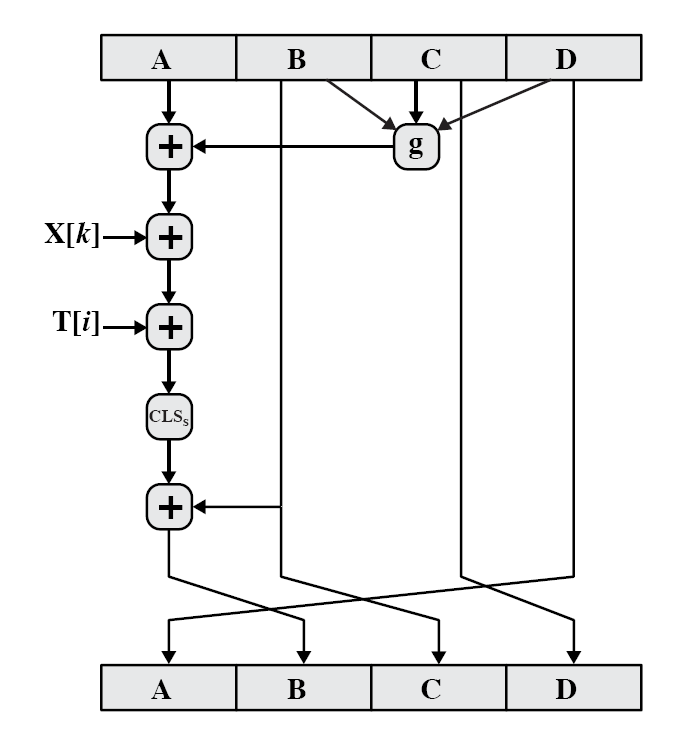 A B C D
+ g
X[k] +
T[i] +
CLSs
+
A B C D